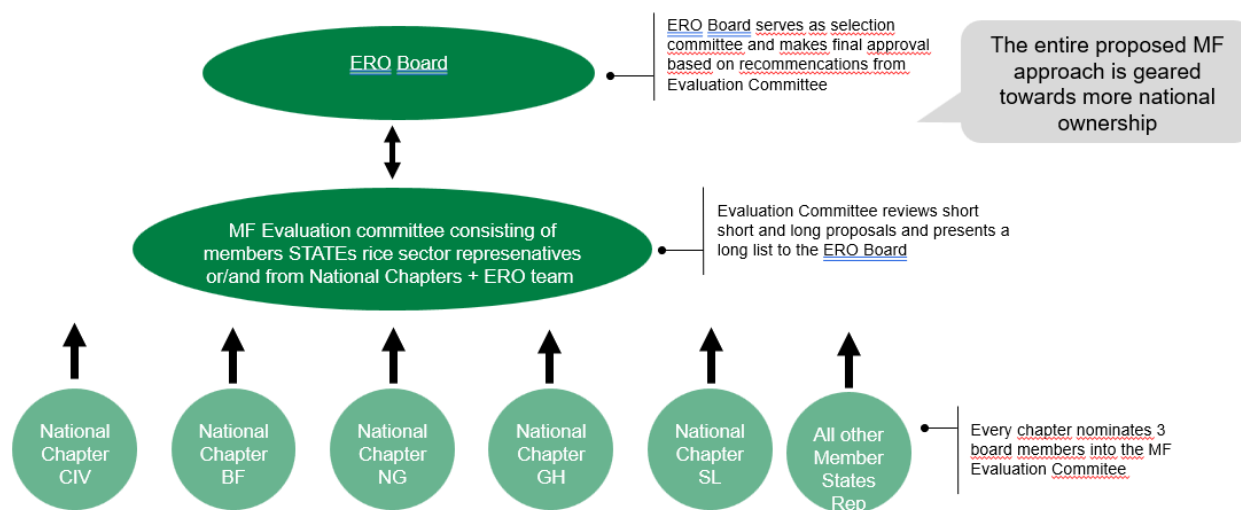 ERO Board
ERO Board serves as selection
committee and makes final approval
based on recommencations from
Evaluation Committee
The entire proposed MF
approach is geared
towards more national
ownership
MF Evaluation committee consisting of
members STATEs rice sector represenatives
or/and from National Chapters + ERO team
Evaluation Committee reviews short
short and long proposals and presents a
long list to the ERO Board
National
Chapter
CIV
National
Chapter
BF
National
Chapter
NG
National
Chapter
GH
National
Chapter
SL
All other
Member
States
Rep
Every chapter nominates 3
board members into the MF
Evaluation Commitee